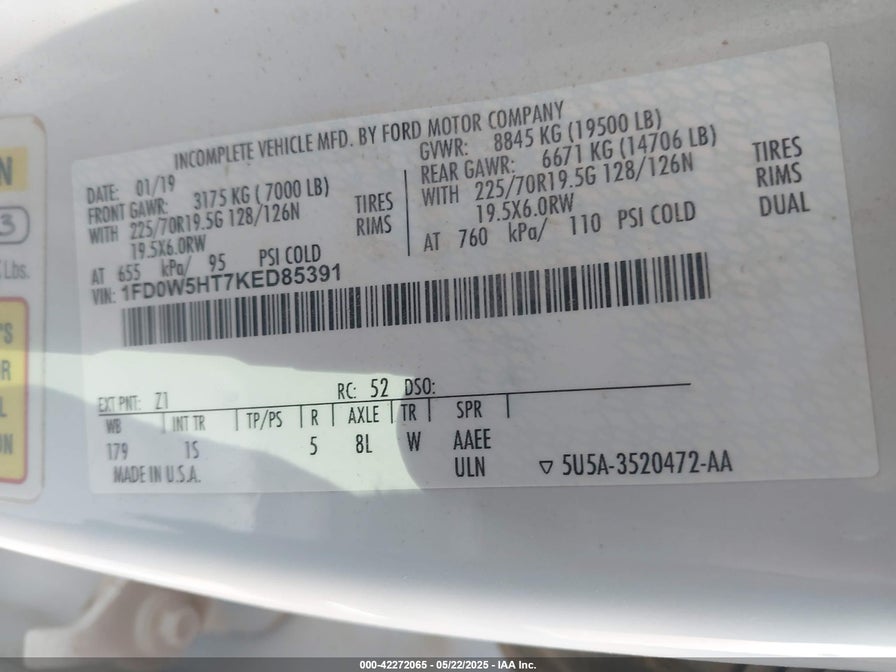 INCOMPLETE VEHICLE MFD. BY FORD MOTOR COMPANY
DATE: 01/19
FRONT GAWR: 3175 KG (7000 LB)
WITH 225/70R19.5G 128/126N TIRES
19.5X6.0RW RIMS
AT 655 kPa/ 95 PSI COLD
GVWR: 8845 KG (19500 LB)
REAR GAWR: 6671 KG (14706 LB)
WITH 225/70R19.5G 128/126N TIRES
19.5X6.0RW RIMS
AT 760 kPa/ 110 PSI COLD DUAL
VIN: 1FD0W5HT7KED85391
EXT PNT: Z1 RC: 52 DSO:
WB INT TR TP/PS R AXLE TR SPR
179 1S 5 8L W AAEE
MADE IN U.S.A. ULN ▽ 5U5A-3520472-AA
N
3
Lbs.
'S
R
L
ON
000-42272065 - 05/22/2025 - IAA Inc.